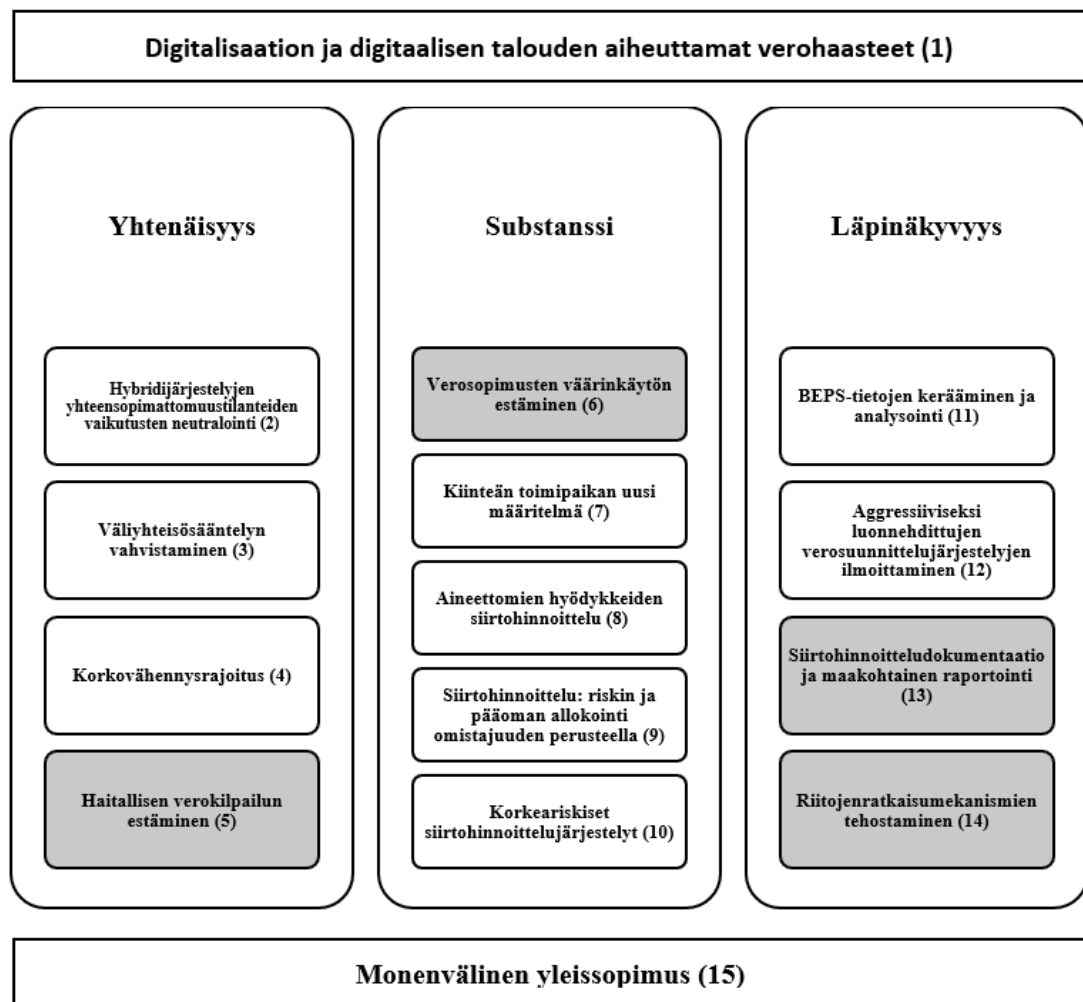 Digitalisaation ja digitaalisen talouden aiheuttamat verohaasteet (1)
Yhtenäisyys
Hybridijärjestelyjen
yhteensopimattomuustilanteiden
vaikutusten neutralointi (2)
Väliyhteisösääntelyn
vahvistaminen (3)
Korkovähennysrajoitus (4)
Haitallisen verokilpailun
estäminen (5)
Substanssi
Verosopimusten väärinkäytön
estäminen (6)
Kiinteän toimipaikan uusi
määritelmä (7)
Aineettomien hyödykkeiden
siirtohinnoittelu (8)
Siirtohinnoittelu: riskin ja
pääoman allokointi
omistajuuden perusteella (9)
Korkeariskiset
siirtohinnoittelujärjestelyt (10)
Läpinäkyvyys
BEPS-tietojen kerääminen ja
analysointi (11)
Aggressiiviseksi
luonnehdittujen
verosuunnittelujärjestelyjen
ilmoittaminen (12)
Siirtohinnoitteludokumentaatio
ja maakohtainen raportointi
(13)
Riitojenratkaisumekanismien
tehostaminen (14)
Monenvälinen yleissopimus (15)